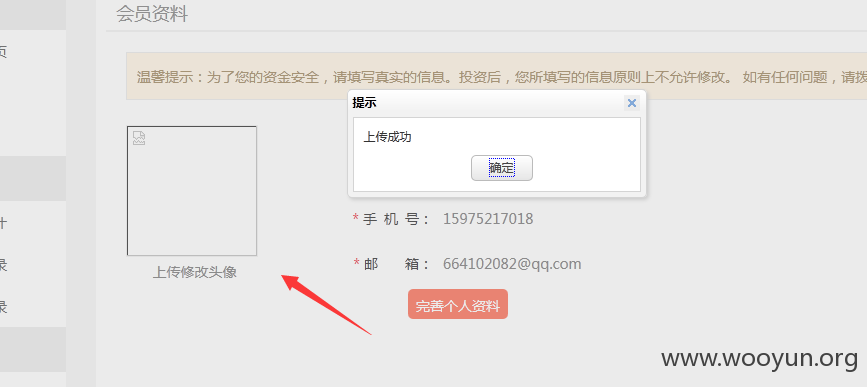 会员资料
页
温馨提示：为了您的资金安全，请填写真实的信息。投资后，您所填写的信息原则上不允许修改。 如有任何问题，请拨
提示
上传成功
确定
计
* 手 机 号： 15975217018
录
* 邮 箱： 664102082@qq.com
上传修改头像
录
完善个人资料
www.wooyun.org